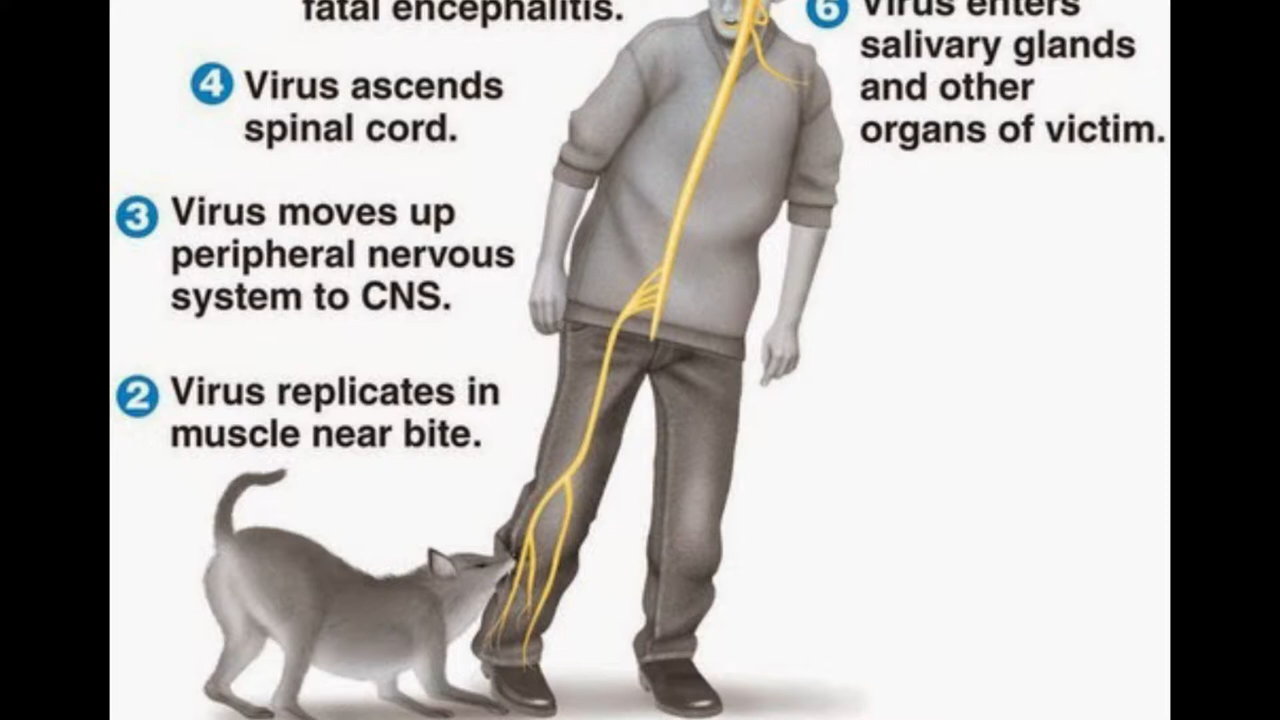 fatal encephalitis.
4 Virus ascends
spinal cord.
3 Virus moves up
peripheral nervous
system to CNS.
2 Virus replicates in
muscle near bite.
6 Virus enters
salivary glands
and other
organs of victim.